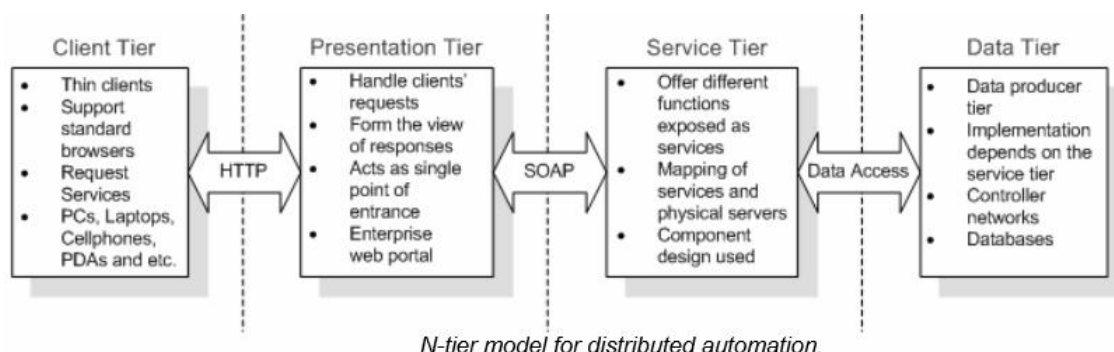 Client Tier
Thin clients
Support
standard
browsers
Request
Services
PCs, Laptops,
Cellphones,
PDAs and etc.
HTTP
Presentation Tier
Handle clients'
requests
Form the view
of responses
Acts as single
point of
entrance
Enterprise
web portal
SOAP
Service Tier
Offer different
functions
exposed as
services
Mapping of
services and
physical servers
Component
design used
Data Access
Data Tier
Data producer
tier
Implementation
depends on the
service tier
Controller
networks
Databases
N-tier model for distributed automation.